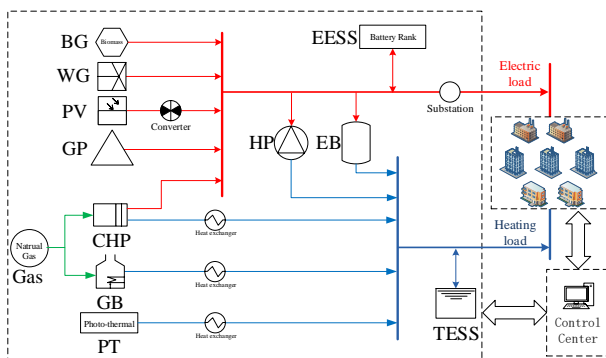 BG
Biomass
EESS
Battery Rank
Electric
load
WG
PV
Converter
Substation
GP
HP
EB
Natrual
Gas
Gas
CHP
Heat exchanger
Heating
load
GB
Heat exchanger
TESS
Control
Center
Photo-thermal
PT
Heat exchanger